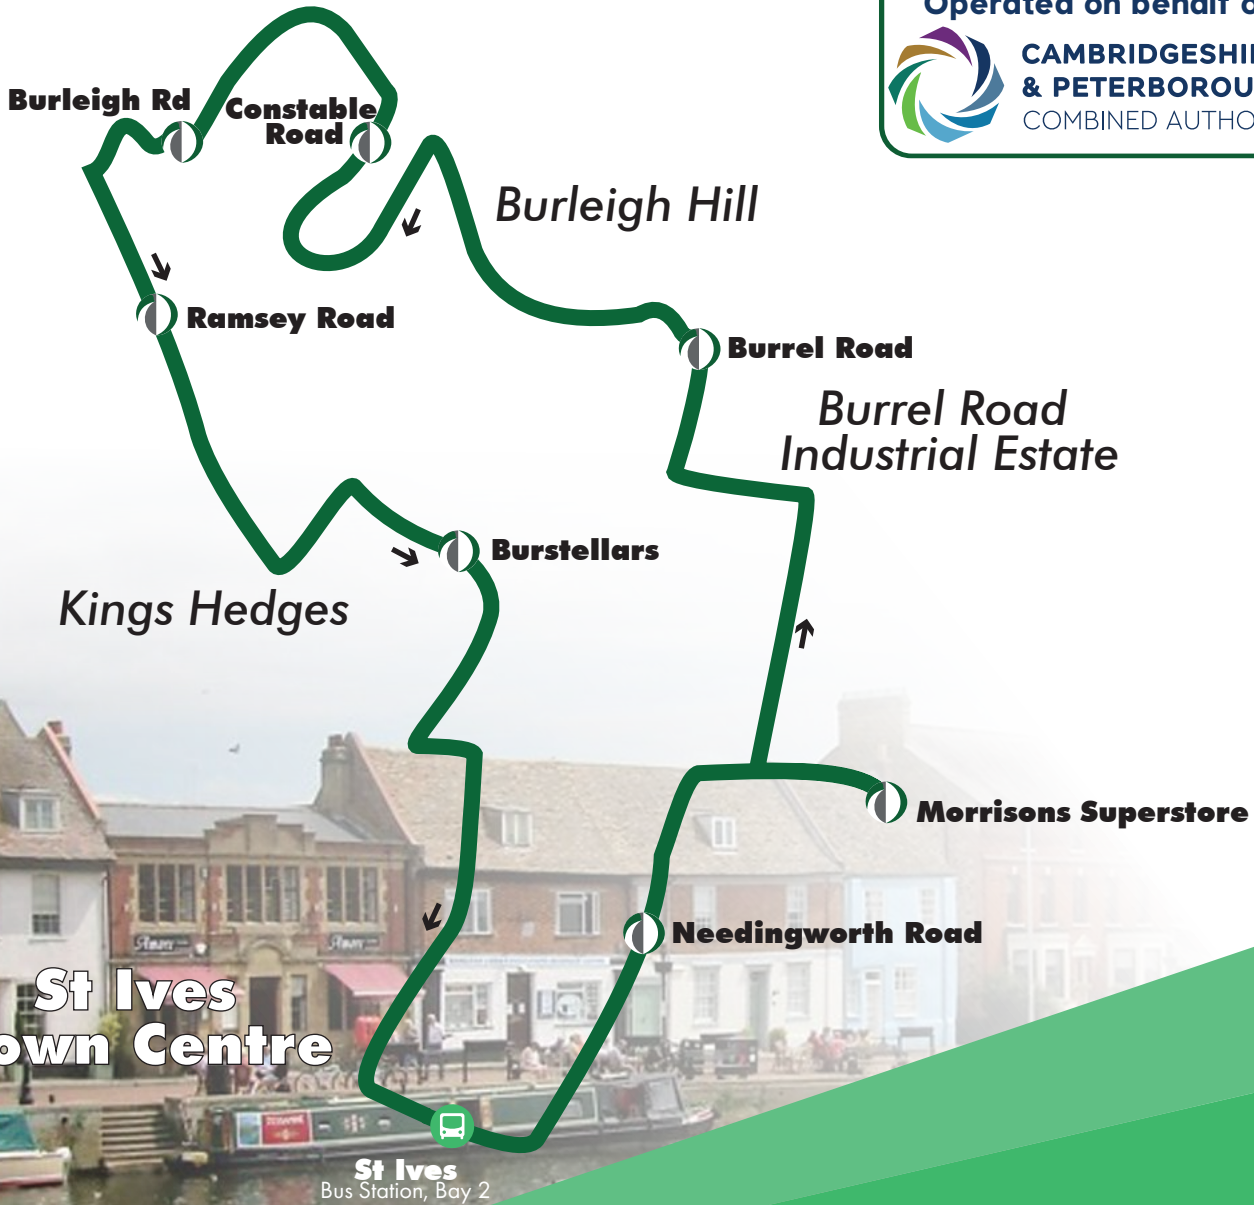 Operated on behalf o
CAMBRIDGESHI
& PETERBOROU
COMBINED AUTHO
Burleigh Rd
Constable
Road
Burleigh Hill
Ramsey Road
Burrel Road
Burrel Road
Industrial Estate
Burstellars
Kings Hedges
Morrisons Superstore
Needingworth Road
St Ives
own Centre
St Ives
Bus Station, Bay 2